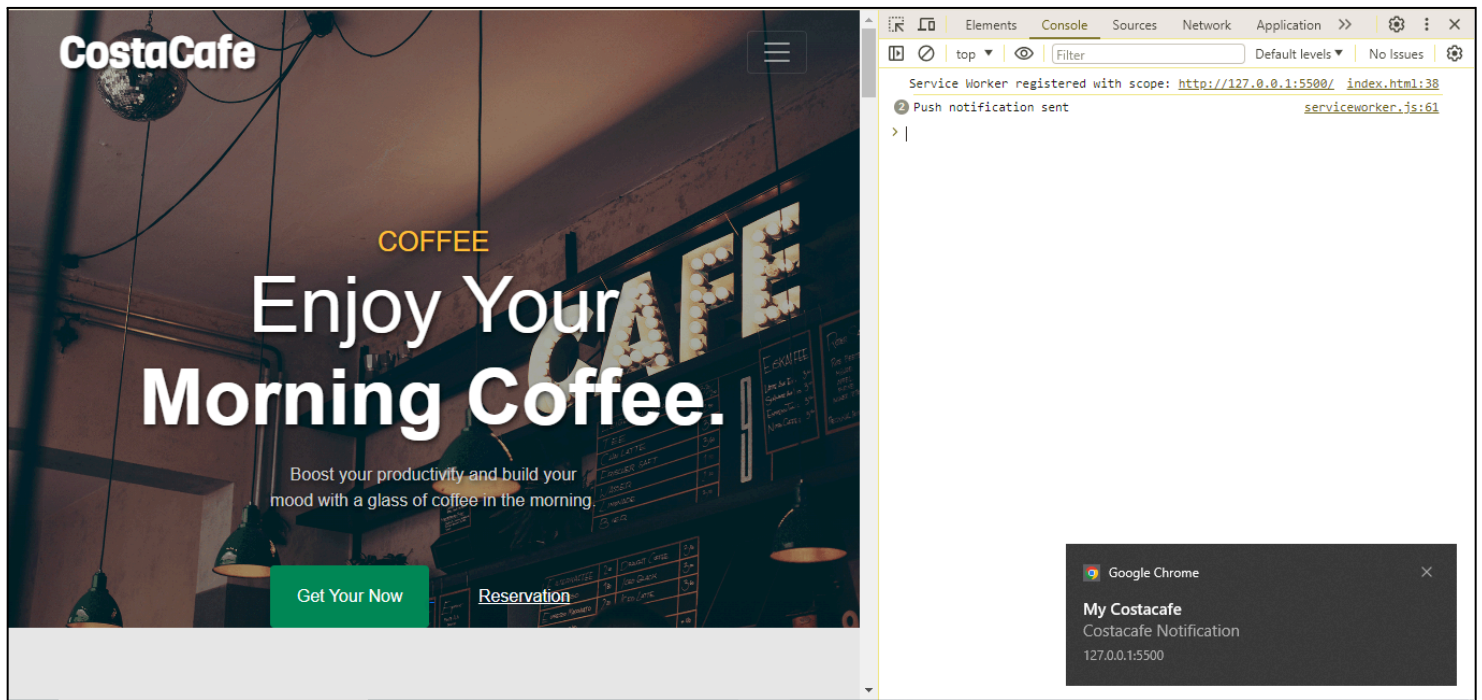 CostaCafe
COFFEE
Enjoy Your
Morning Coffee.
Boost your productivity and build your
mood with a glass of coffee in the morning.
Get Your Now Reservation
CAFE
Elements Console Sources Network Application
top Filter Default levels No Issues
Service Worker registered with scope: http://127.0.0.1:5500/ index.html:38
2 Push notification sent serviceworker.js:61
Google Chrome
My Costacafe
Costacafe Notification
127.0.0.1:5500